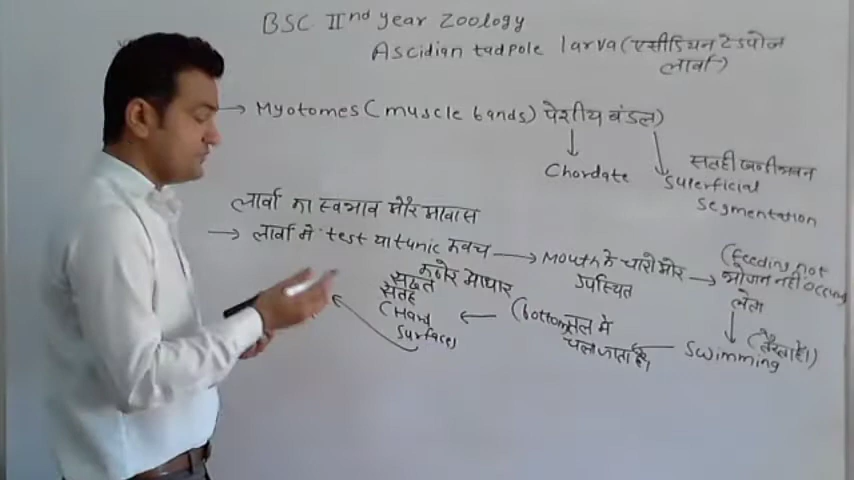 BSC IInd year Zoology
Ascidian tadpole larva (एसीडियन टेडपोल
लार्वा)
→ Myotomes (muscle bands) पेशीय बंडल)
Chordate
सतही खण्डीभवन
Superficial
Segmentation
लार्वा का स्वभाव और आवास
→ लार्वा मे test या tunic कवच → Mouth के चारो ओर
उपस्थित
→ (feeding not
भोजन नही occurs
लेता
Swimming (तैरता है।)
(bottom) तल मे
चला जाता है।
कठोर आधार
सख्त
सतह
(Hard
surface)